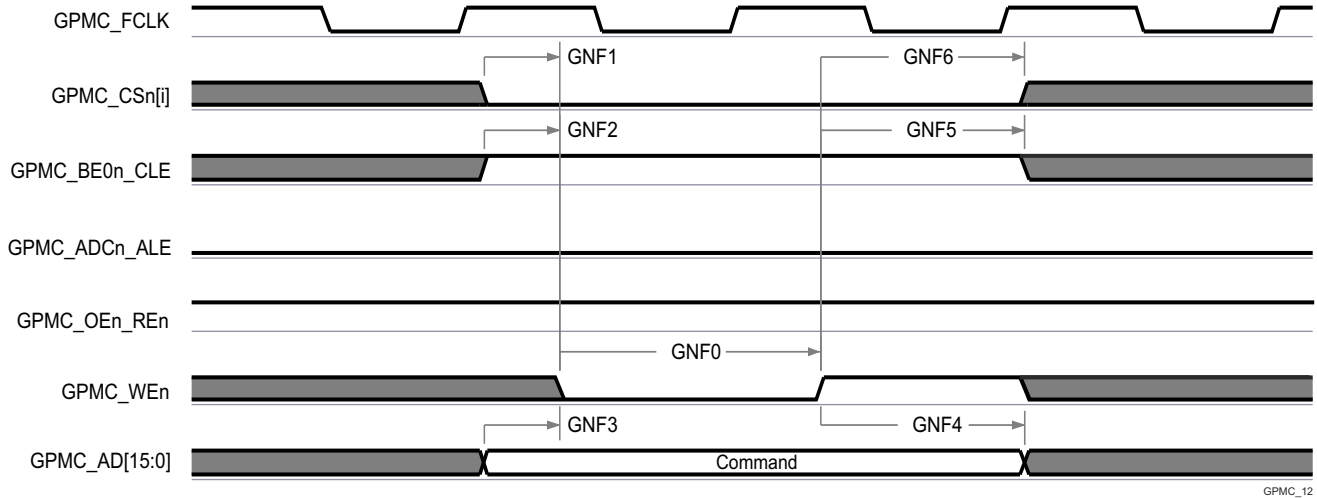 GPMC_FCLK
GNF1
GNF6
GPMC_CSn[i]
GNF2
GNF5
GPMC_BE0n_CLE
GPMC_ADCn_ALE
GPMC_OEn_REn
GNF0
GPMC_WEn
GNF3
GNF4
GPMC_AD[15:0]
Command
GPMC_12